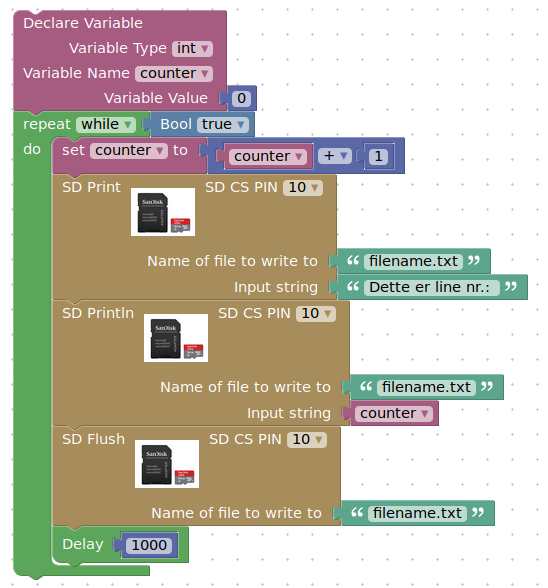 Declare Variable
Variable Type int
Variable Name counter
Variable Value 0
repeat while Bool true
do set counter to counter + 1
SD Print SD CS PIN 10
SanDisk
Name of file to write to “ filename.txt ”
Input string “ Dette er line nr.: ”
SD Println SD CS PIN 10
SanDisk
Name of file to write to “ filename.txt ”
Input string counter
SD Flush SD CS PIN 10
SanDisk
Name of file to write to “ filename.txt ”
Delay 1000